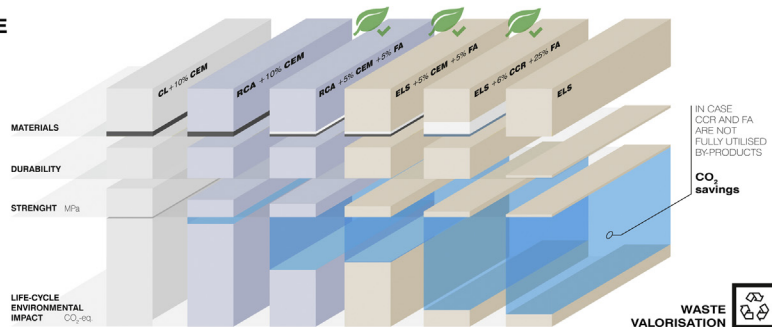 E
CL +10% CEM
RCA +10% CEM
RCA +5% CEM +5% FA
ELS +5% CEM +5% FA
ELS +6% CCR +25% FA
ELS
MATERIALS
DURABILITY
STRENGHT MPa
LIFE-CYCLE
ENVIRONMENTAL
IMPACT CO₂-eq.
IN CASE
CCR AND FA
ARE NOT
FULLY UTILISED
BY-PRODUCTS
CO₂
savings
WASTE
VALORISATION